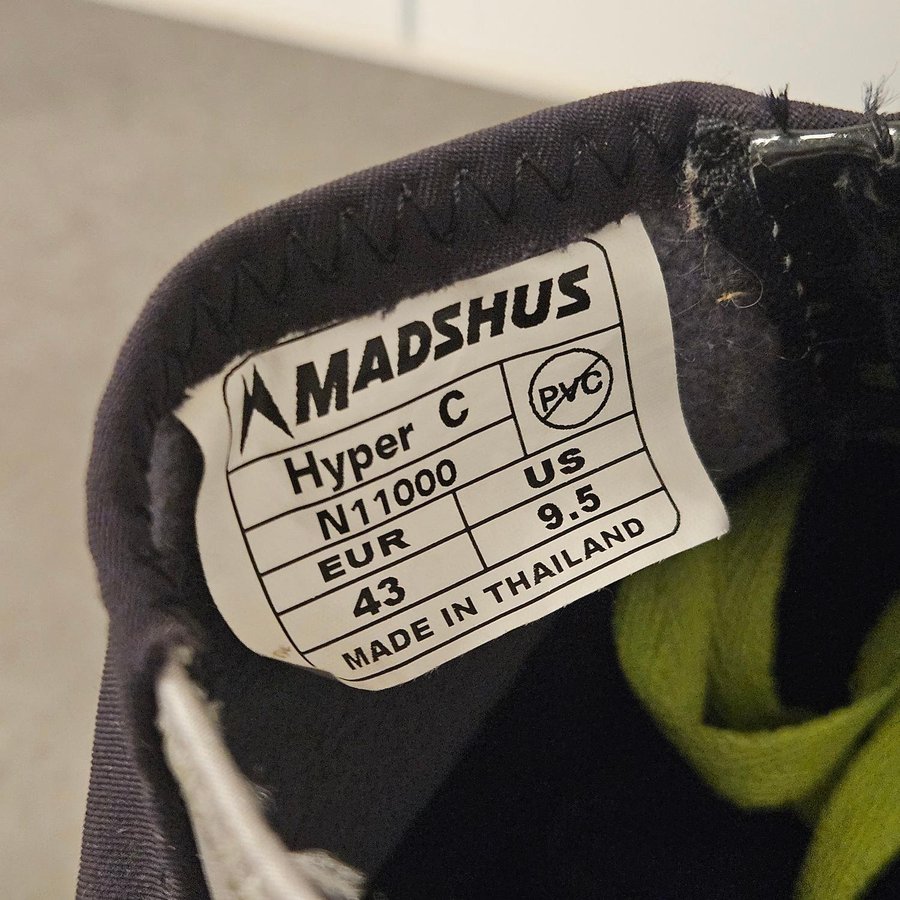 MADSHUS
Hyper C
PVC
N11000
EUR US
43 9.5
MADE IN THAILAND